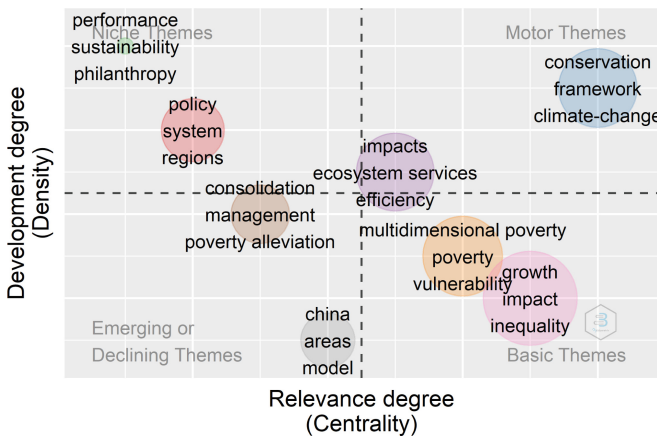 performance
Niche Themes
sustainability
philanthropy
Motor Themes
conservation
framework
climate-change
policy
system
regions
impacts
ecosystem services
efficiency
consolidation
management
poverty alleviation
multidimensional poverty
poverty
vulnerability
growth
impact
inequality
china
areas
model
Emerging or
Declining Themes
Basic Themes
Development degree
(Density)
Relevance degree
(Centrality)